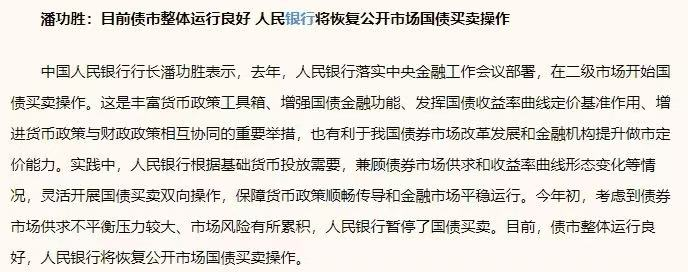 潘功胜：目前债市整体运行良好 人民银行将恢复公开市场国债买卖操作
中国人民银行行长潘功胜表示，去年，人民银行落实中央金融工作会议部署，在二级市场开始国
债买卖操作。这是丰富货币政策工具箱、增强国债金融功能、发挥国债收益率曲线定价基准作用、增
进货币政策与财政政策相互协同的重要举措，也有利于我国债券市场改革发展和金融机构提升做市定
价能力。实践中，人民银行根据基础货币投放需要，兼顾债券市场供求和收益率曲线形态变化等情
况，灵活开展国债买卖双向操作，保障货币政策顺畅传导和金融市场平稳运行。今年初，考虑到债券
市场供求不平衡压力较大、市场风险有所累积，人民银行暂停了国债买卖。目前，债市整体运行良
好，人民银行将恢复公开市场国债买卖操作。